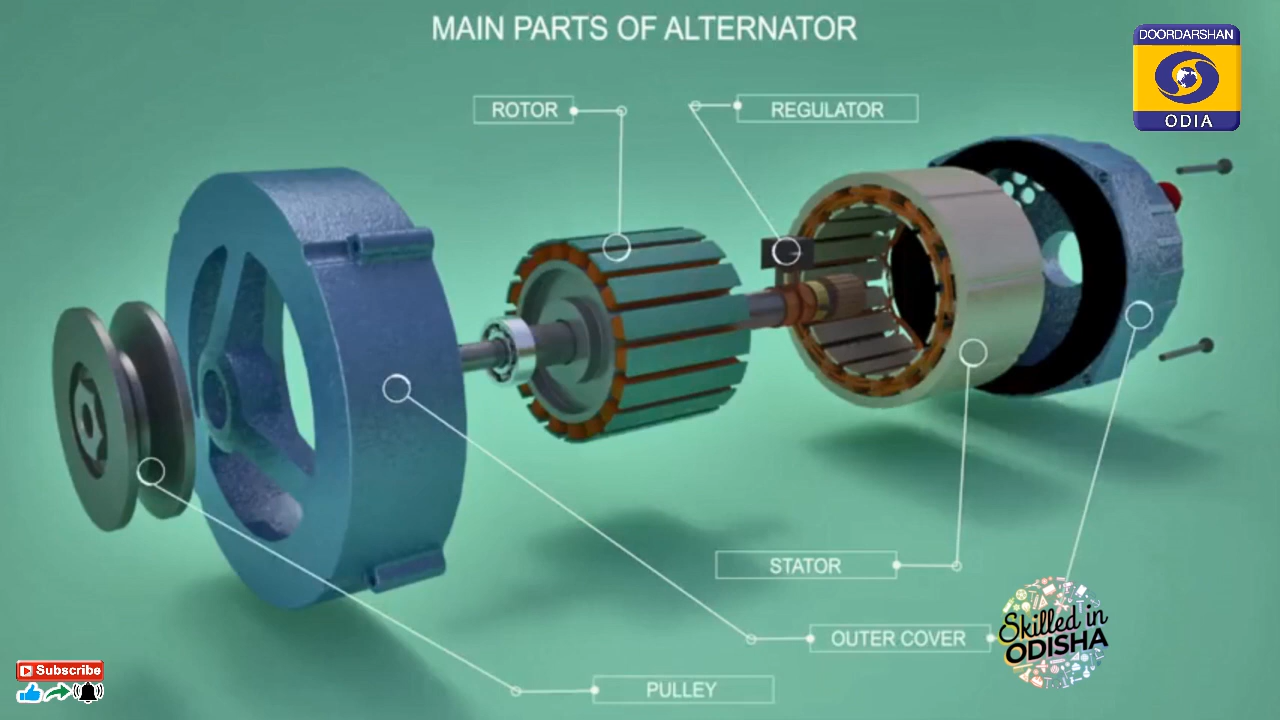 MAIN PARTS OF ALTERNATOR
DOORDARSHAN
ODIA
ROTOR
REGULATOR
STATOR
OUTER COVER
Skilled in
ODISHA
Subscribe
PULLEY